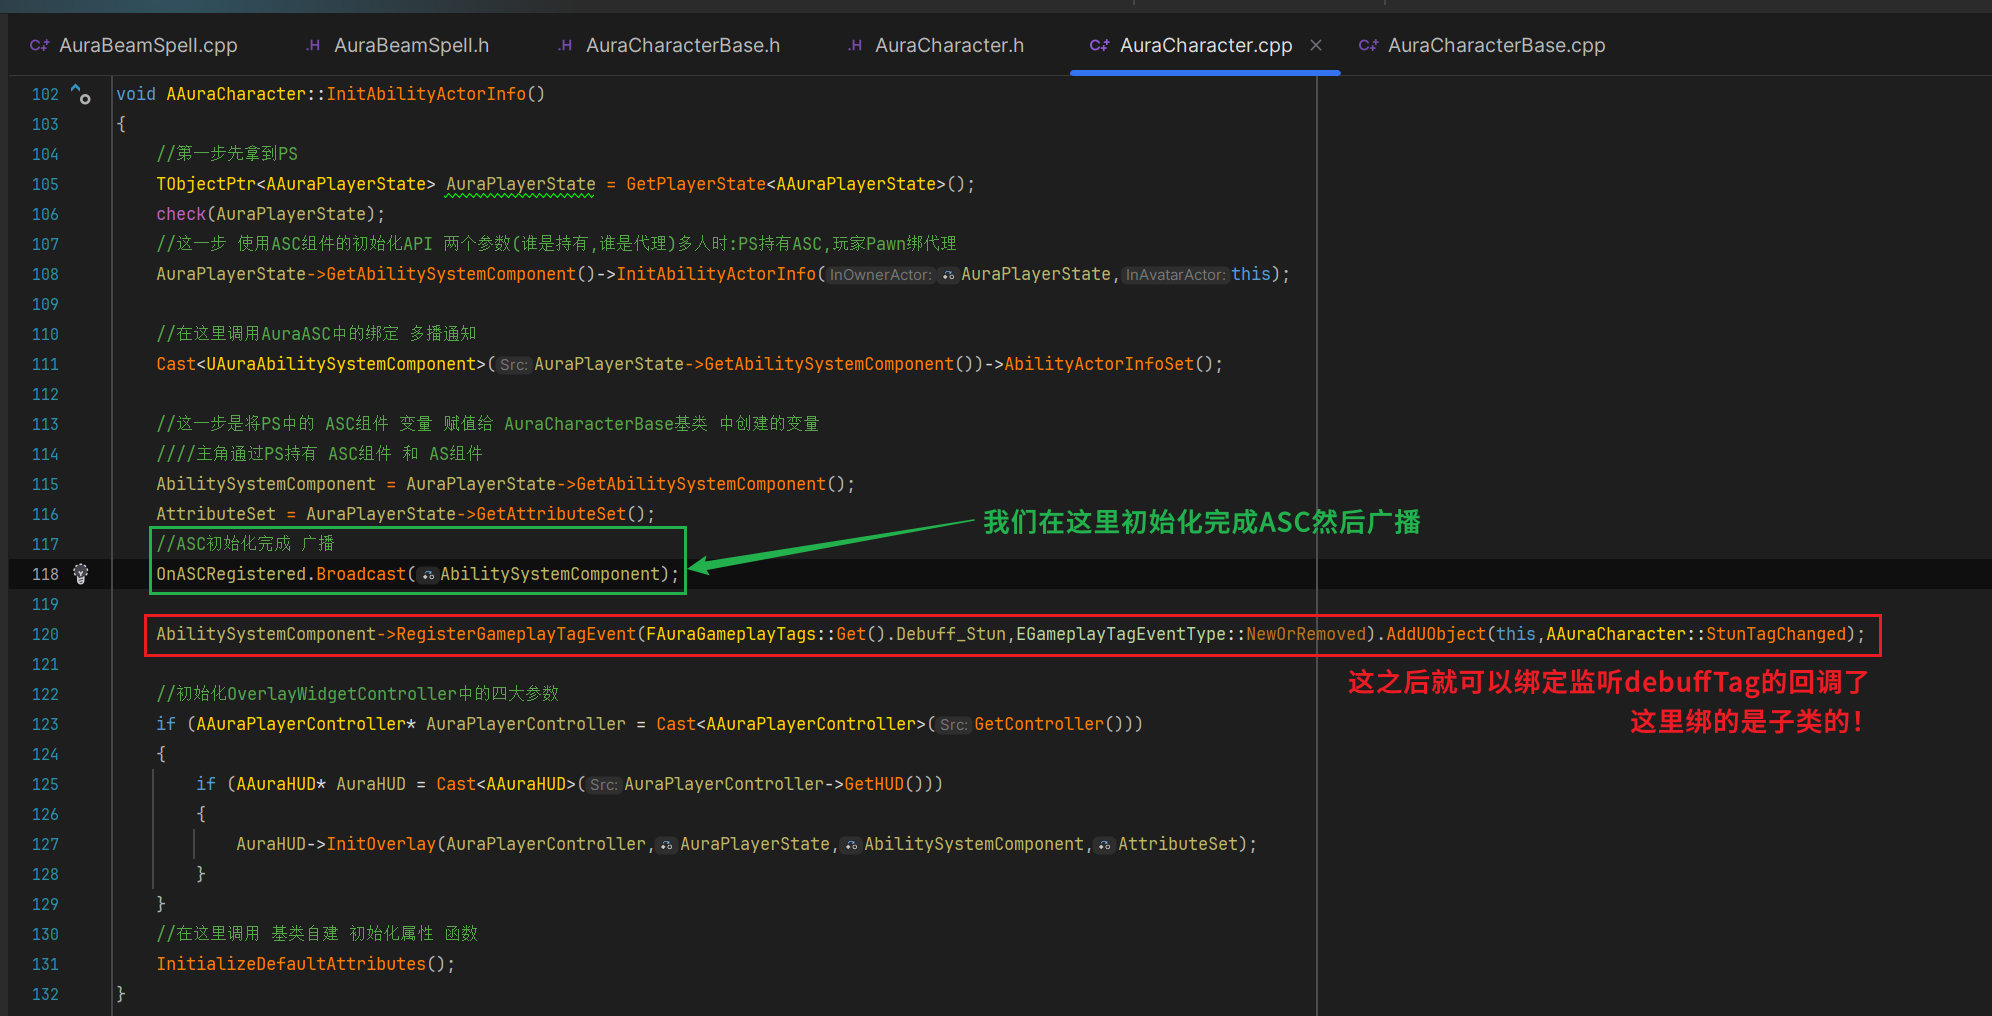 AuraBeamSpell.cpp
AuraBeamSpell.h
AuraCharacterBase.h
AuraCharacter.h
AuraCharacter.cpp
AuraCharacterBase.cpp
102 void AAuraCharacter::InitAbilityActorInfo()
103 {
104 //第一步先拿到PS
105 TObjectPtr<AAuraPlayerState> AuraPlayerState = GetPlayerState<AAuraPlayerState>();
106 check(AuraPlayerState);
107 //这一步 使用ASC组件的初始化API 两个参数(谁是持有,谁是代理)多人时:PS持有ASC,玩家Pawn绑代理
108 AuraPlayerState->GetAbilitySystemComponent()->InitAbilityActorInfo(InOwnerActor: AuraPlayerState,InAvatarActor: this);
109
110 //在这里调用AuraASC中的绑定 多播通知
111 Cast<UAuraAbilitySystemComponent>(Src: AuraPlayerState->GetAbilitySystemComponent())->AbilityActorInfoSet();
112
113 //这一步是将PS中的 ASC组件 变量 赋值给 AuraCharacterBase基类 中创建的变量
114 ////主角通过PS持有 ASC组件 和 AS组件
115 AbilitySystemComponent = AuraPlayerState->GetAbilitySystemComponent();
116 AttributeSet = AuraPlayerState->GetAttributeSet();
我们在这里初始化完成ASC然后广播
117 //ASC初始化完成 广播
118 OnASCRegistered.Broadcast(AbilitySystemComponent);
119
120 AbilitySystemComponent->RegisterGameplayTagEvent(FAuraGameplayTags::Get().Debuff_Stun,EGameplayTagEventType::NewOrRemoved).AddUObject(this,AAuraCharacter::StunTagChanged);
121
这之后就可以绑定监听debuffTag的回调了
122 //初始化OverlayWidgetController中的四大参数
这里绑的是子类的!
123 if (AAuraPlayerController* AuraPlayerController = Cast<AAuraPlayerController>(Src: GetController()))
124 {
125 if (AAuraHUD* AuraHUD = Cast<AAuraHUD>(Src: AuraPlayerController->GetHUD()))
126 {
127 AuraHUD->InitOverlay(AuraPlayerController,AuraPlayerState,AbilitySystemComponent,AttributeSet);
128 }
129 }
130 //在这里调用 基类自建 初始化属性 函数
131 InitializeDefaultAttributes();
132 }